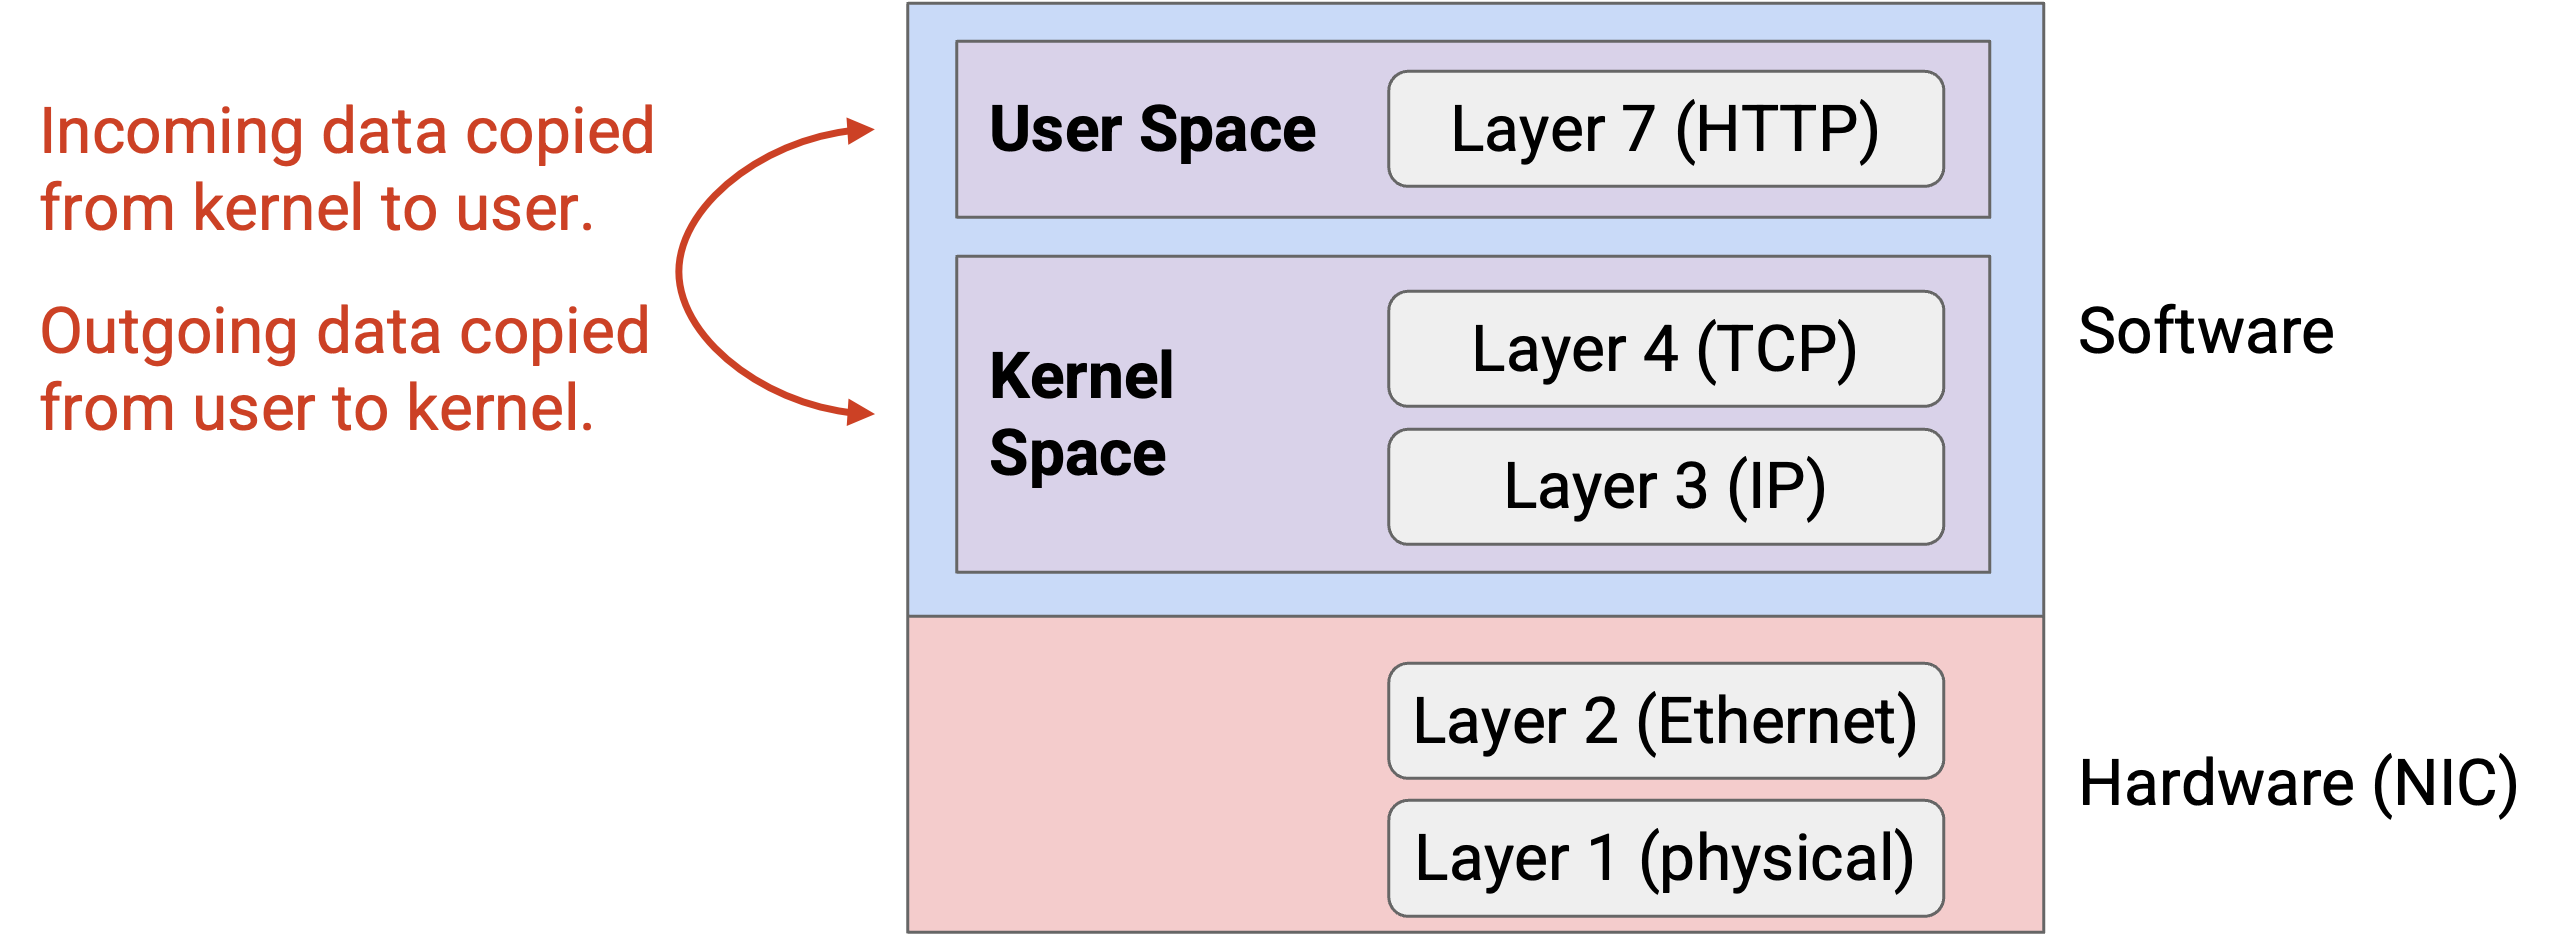 Incoming data copied
from kernel to user.
Outgoing data copied
from user to kernel.
User Space
Layer 7 (HTTP)
Kernel
Space
Layer 4 (TCP)
Layer 3 (IP)
Software
Layer 2 (Ethernet)
Layer 1 (physical)
Hardware (NIC)